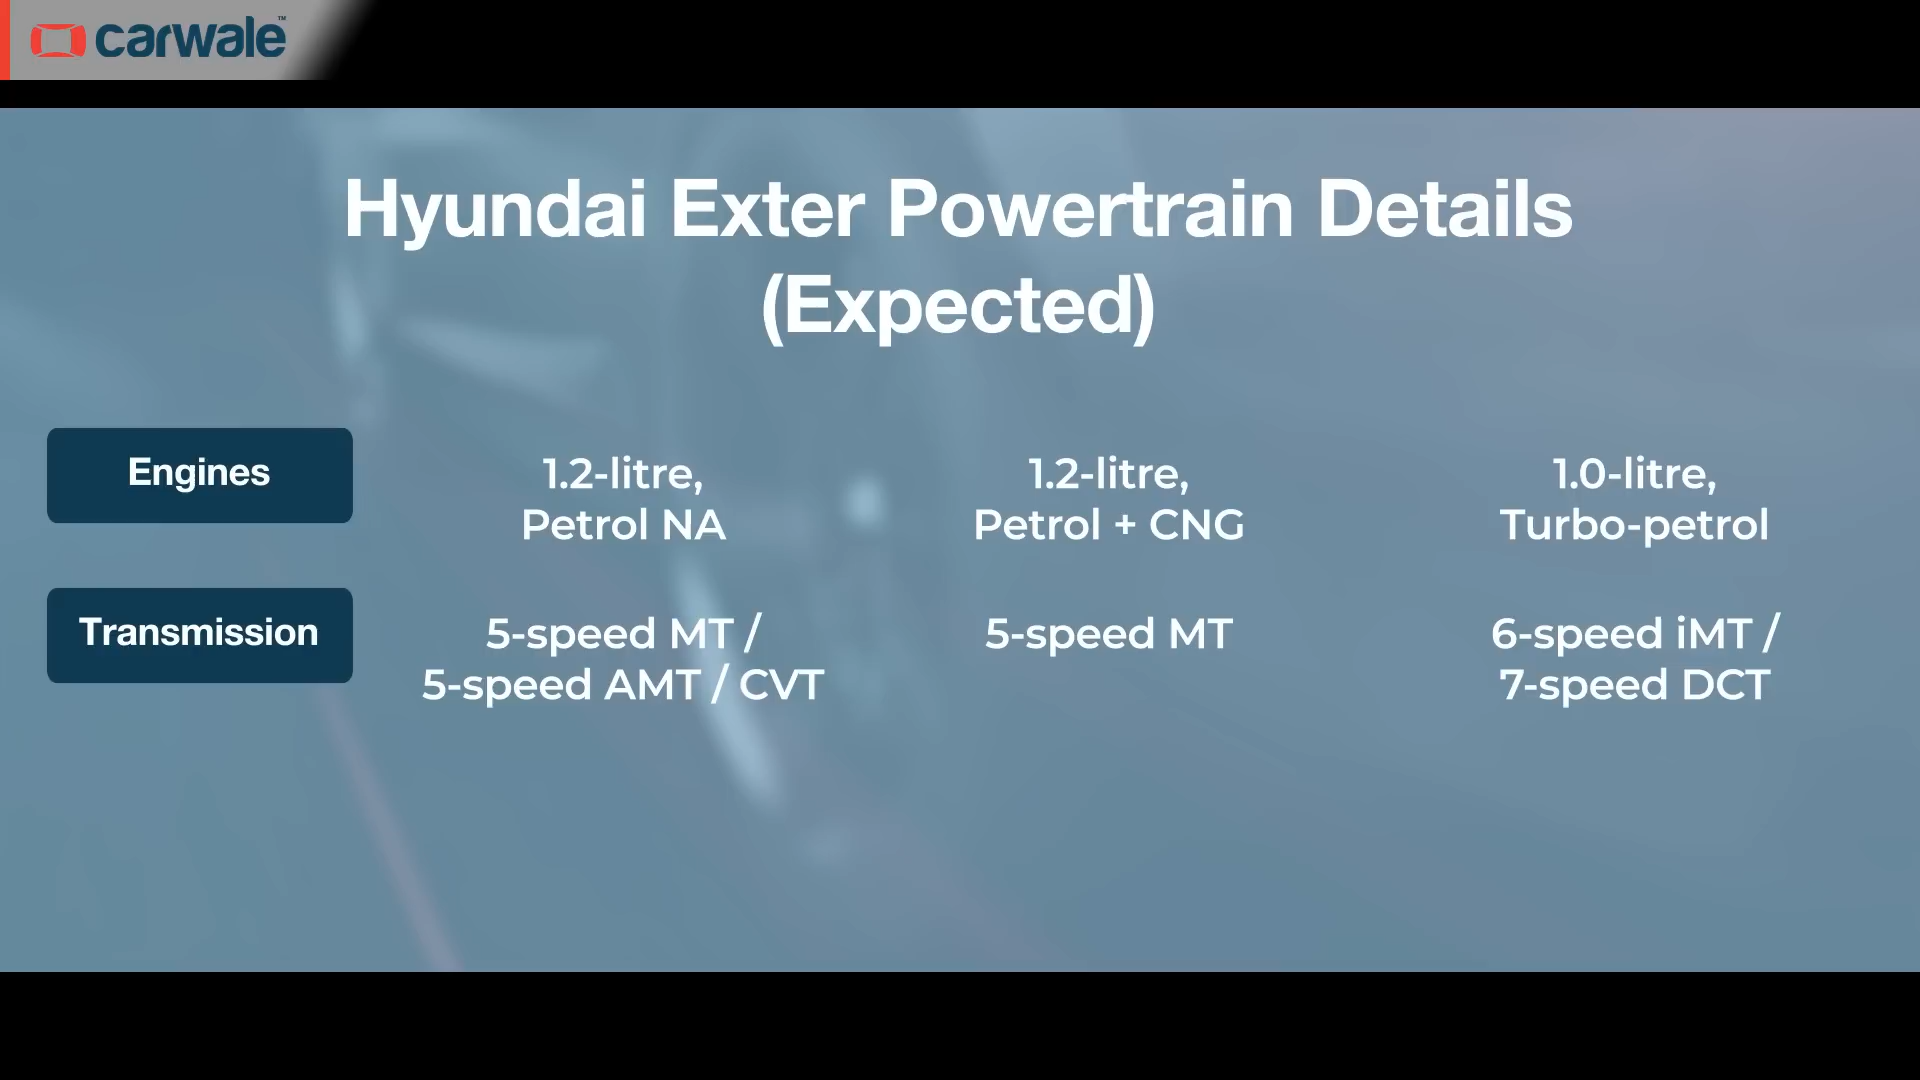 carwale™
Hyundai Exter Powertrain Details
(Expected)
Engines
1.2-litre,
Petrol NA
1.2-litre,
Petrol + CNG
1.0-litre,
Turbo-petrol
Transmission
5-speed MT /
5-speed AMT / CVT
5-speed MT
6-speed iMT /
7-speed DCT